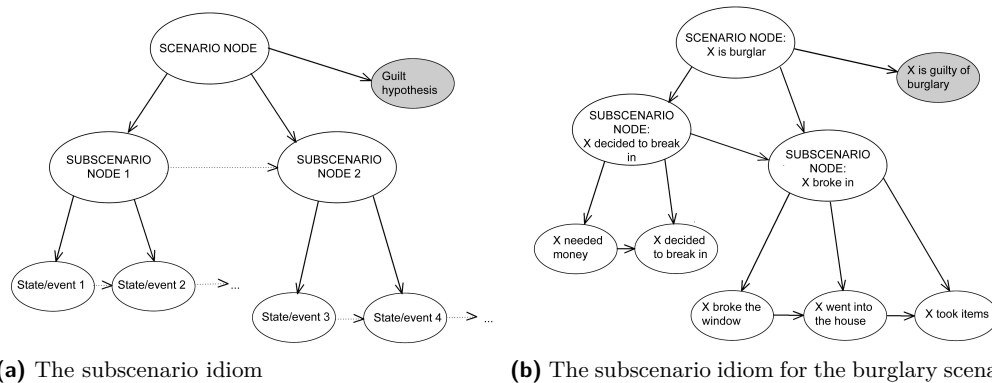 SCENARIO NODE
Guilt
hypothesis
SUBSCENARIO
NODE 1
SUBSCENARIO
NODE 2
State/event 1
State/event 2
...
State/event 3
State/event 4
...
(a) The subscenario idiom
SCENARIO NODE:
X is burglar
X is guilty of
burglary
SUBSCENARIO
NODE:
X decided to break
in
SUBSCENARIO
NODE:
X broke in
X needed
money
X decided
to break in
X broke the
window
X went into
the house
X took items
(b) The subscenario idiom for the burglary scena